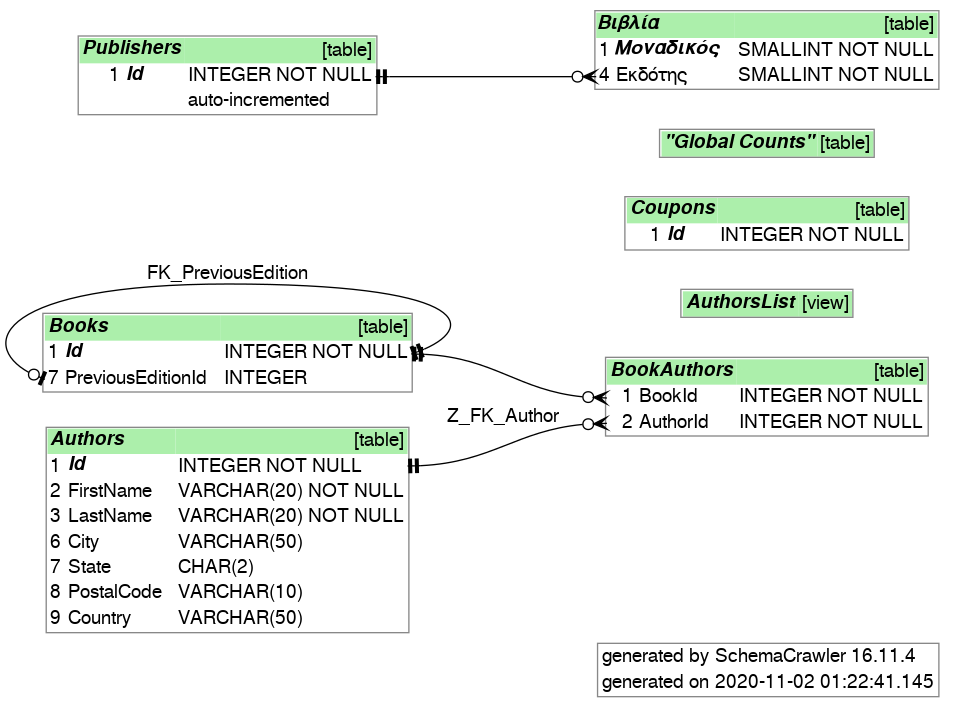 Publishers [table]
1 Id INTEGER NOT NULL
auto-incremented
Βιβλία [table]
1 Μοναδικός SMALLINT NOT NULL
4 Εκδότης SMALLINT NOT NULL
"Global Counts" [table]
Coupons [table]
1 Id INTEGER NOT NULL
AuthorsList [view]
FK_PreviousEdition
Books [table]
1 Id INTEGER NOT NULL
7 PreviousEditionId INTEGER
BookAuthors [table]
1 BookId INTEGER NOT NULL
2 AuthorId INTEGER NOT NULL
Z_FK_Author
Authors [table]
1 Id INTEGER NOT NULL
2 FirstName VARCHAR(20) NOT NULL
3 LastName VARCHAR(20) NOT NULL
6 City VARCHAR(50)
7 State CHAR(2)
8 PostalCode VARCHAR(10)
9 Country VARCHAR(50)
generated by SchemaCrawler 16.11.4
generated on 2020-11-02 01:22:41.145